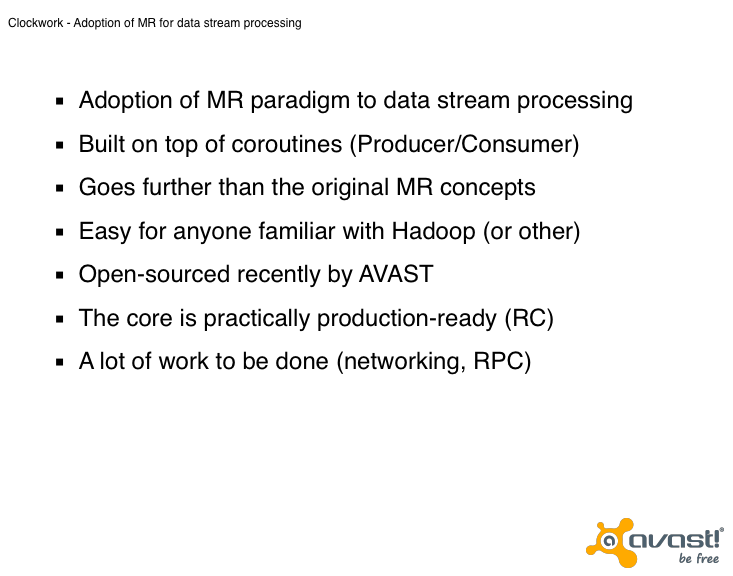 Clockwork - Adoption of MR for data stream processing
▪ Adoption of MR paradigm to data stream processing
▪ Built on top of coroutines (Producer/Consumer)
▪ Goes further than the original MR concepts
▪ Easy for anyone familiar with Hadoop (or other)
▪ Open-sourced recently by AVAST
▪ The core is practically production-ready (RC)
▪ A lot of work to be done (networking, RPC)
a avast!®
be free